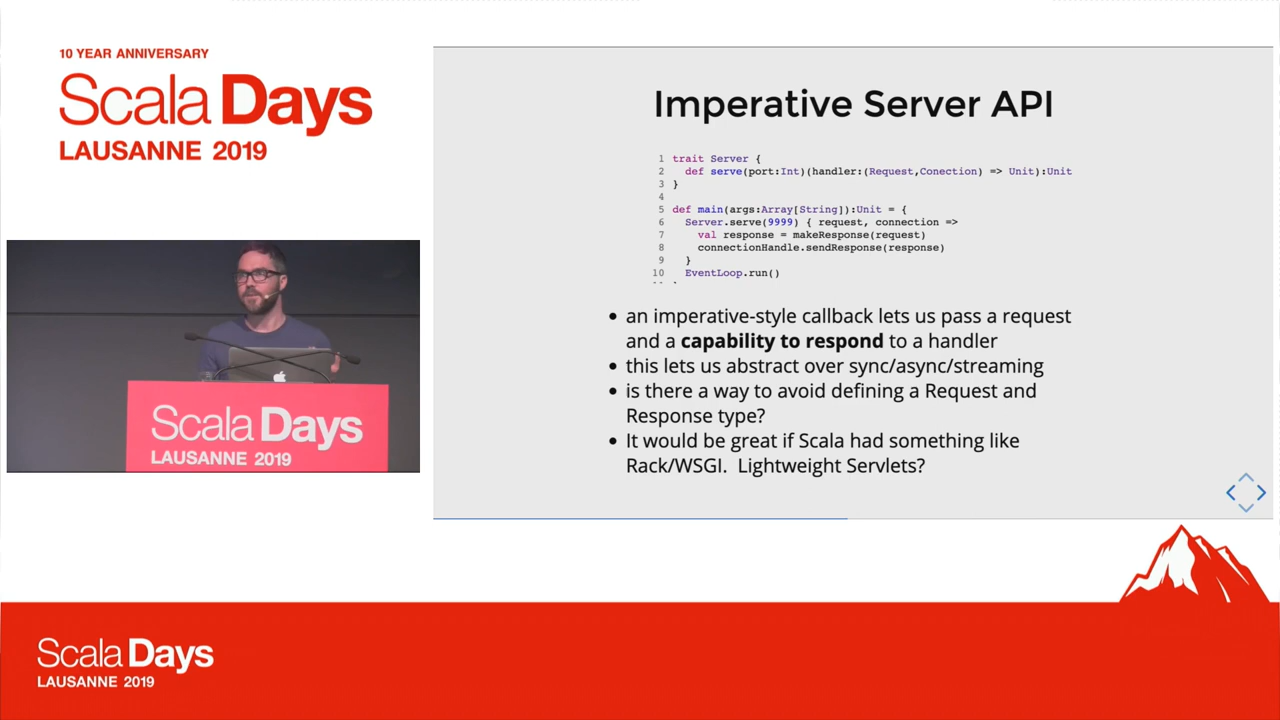 10 YEAR ANNIVERSARY
Scala Days
LAUSANNE 2019
Imperative Server API
1 trait Server {
2 def serve(port:Int)(handler:(Request,Conection) => Unit):Unit
3 }
4
5 def main(args:Array[String]):Unit = {
6 Server.serve(9999) { request, connection =>
7 val response = makeResponse(request)
8 connectionHandle.sendResponse(response)
9 }
10 EventLoop.run()
• an imperative-style callback lets us pass a request
and a capability to respond to a handler
• this lets us abstract over sync/async/streaming
• is there a way to avoid defining a Request and
Response type?
• It would be great if Scala had something like
Rack/WSGI. Lightweight Servlets?
Scala Days
LAUSANNE 2019
Scala Days
LAUSANNE 2019